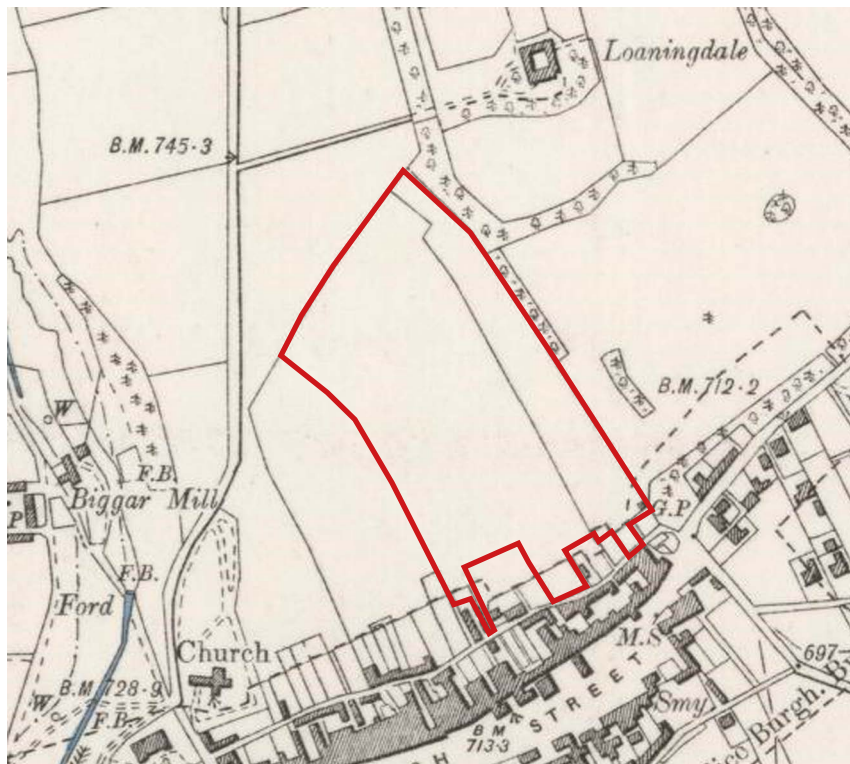 Loaningdale
B.M.745·3
B.M.712·2
W
F.B.
Biggar Mill
P
G.P
F.B.
Ford
Church
M.S
697
B.M.728·9
W
F.B.
STREET
Smy
B M
713·3
H
Burgh. B